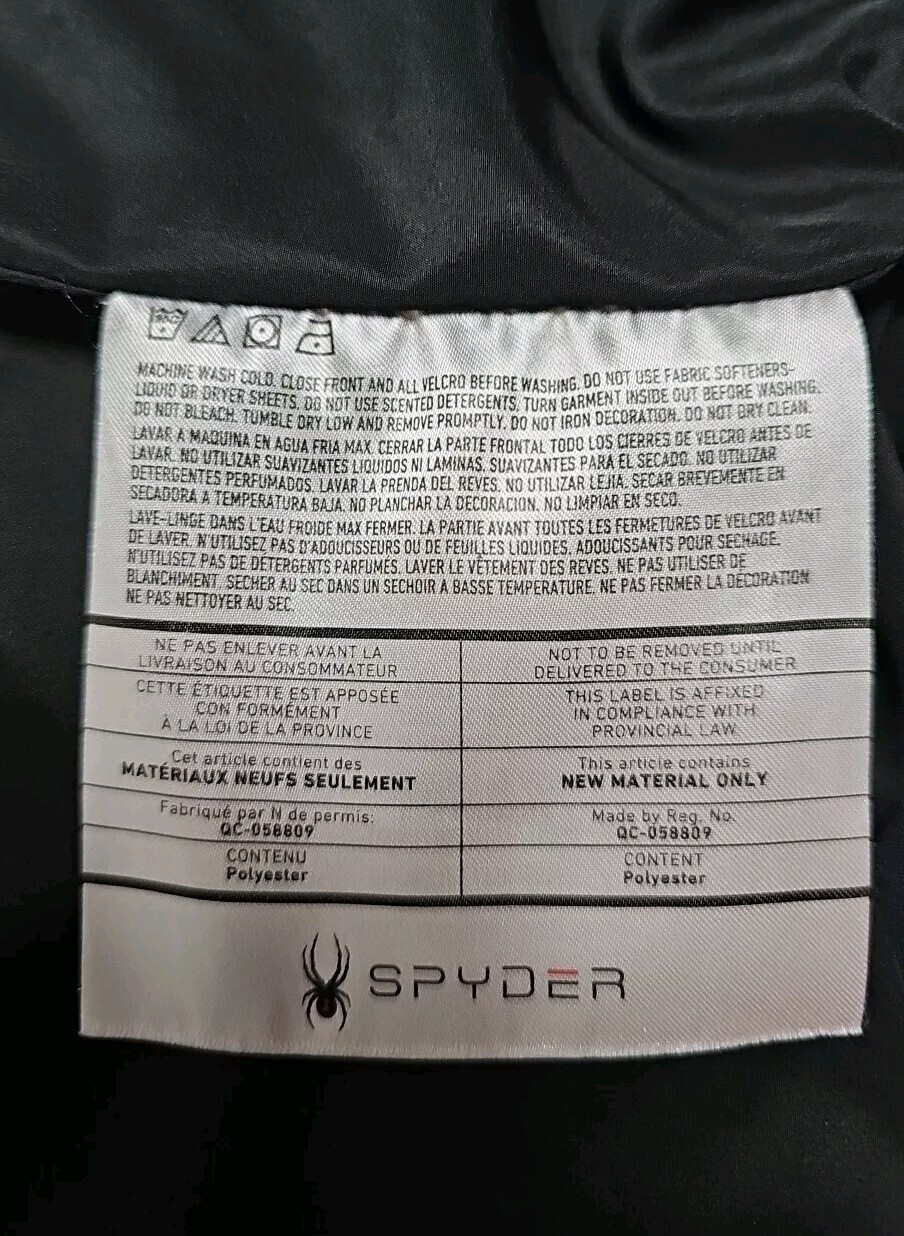 MACHINE WASH COLD. CLOSE FRONT AND ALL VELCRO BEFORE WASHING. DO NOT USE FABRIC SOFTENERS-
LIQUID OR DRYER SHEETS. DO NOT USE SCENTED DETERGENTS. TURN GARMENT INSIDE OUT BEFORE WASHING.
DO NOT BLEACH. TUMBLE DRY LOW AND REMOVE PROMPTLY. DO NOT IRON DECORATION. DO NOT DRY CLEAN.
LAVAR A MAQUINA EN AGUA FRIA MAX. CERRAR LA PARTE FRONTAL TODO LOS CIERRES DE VELCRO ANTES DE
LAVAR. NO UTILIZAR SUAVIZANTES LIQUIDOS NI LAMINAS. SUAVIZANTES PARA EL SECADO. NO UTILIZAR
DETERGENTES PERFUMADOS. LAVAR LA PRENDA DEL REVES. NO UTILIZAR LEJIA. SECAR BREVEMENTE EN
SECADORA A TEMPERATURA BAJA. NO PLANCHAR LA DECORACION. NO LIMPIAR EN SECO.
LAVE-LINGE DANS L'EAU FROIDE MAX FERMER. LA PARTIE AVANT TOUTES LES FERMETURES DE VELCRO AVANT
DE LAVER. N'UTILISEZ PAS D'ADOUCISSEURS OU DE FEUILLES LIQUIDES. ADOUCISSANTS POUR SECHAGE.
N'UTILISEZ PAS DE DETERGENTS PARFUMES. LAVER LE VÊTEMENT DES REVES. NE PAS UTILISER DE
BLANCHIMENT. SECHER AU SEC DANS UN SECHOIR A BASSE TEMPERATURE. NE PAS FERMER LA DECORATION
NE PAS NETTOYER AU SEC.
NE PAS ENLEVER AVANT LA
LIVRAISON AU CONSOMMATEUR
NOT TO BE REMOVED UNTIL
DELIVERED TO THE CONSUMER
CETTE ÉTIQUETTE EST APPOSÉE
CON FORMÉMENT
À LA LOI DE LA PROVINCE
THIS LABEL IS AFFIXED
IN COMPLIANCE WITH
PROVINCIAL LAW
Cet article contient des
MATÉRIAUX NEUFS SEULEMENT
This article contains
NEW MATERIAL ONLY
Fabriqué par N de permis:
QC-058809
Made by Reg. No.
QC-058809
CONTENU
Polyester
CONTENT
Polyester
SPYDER